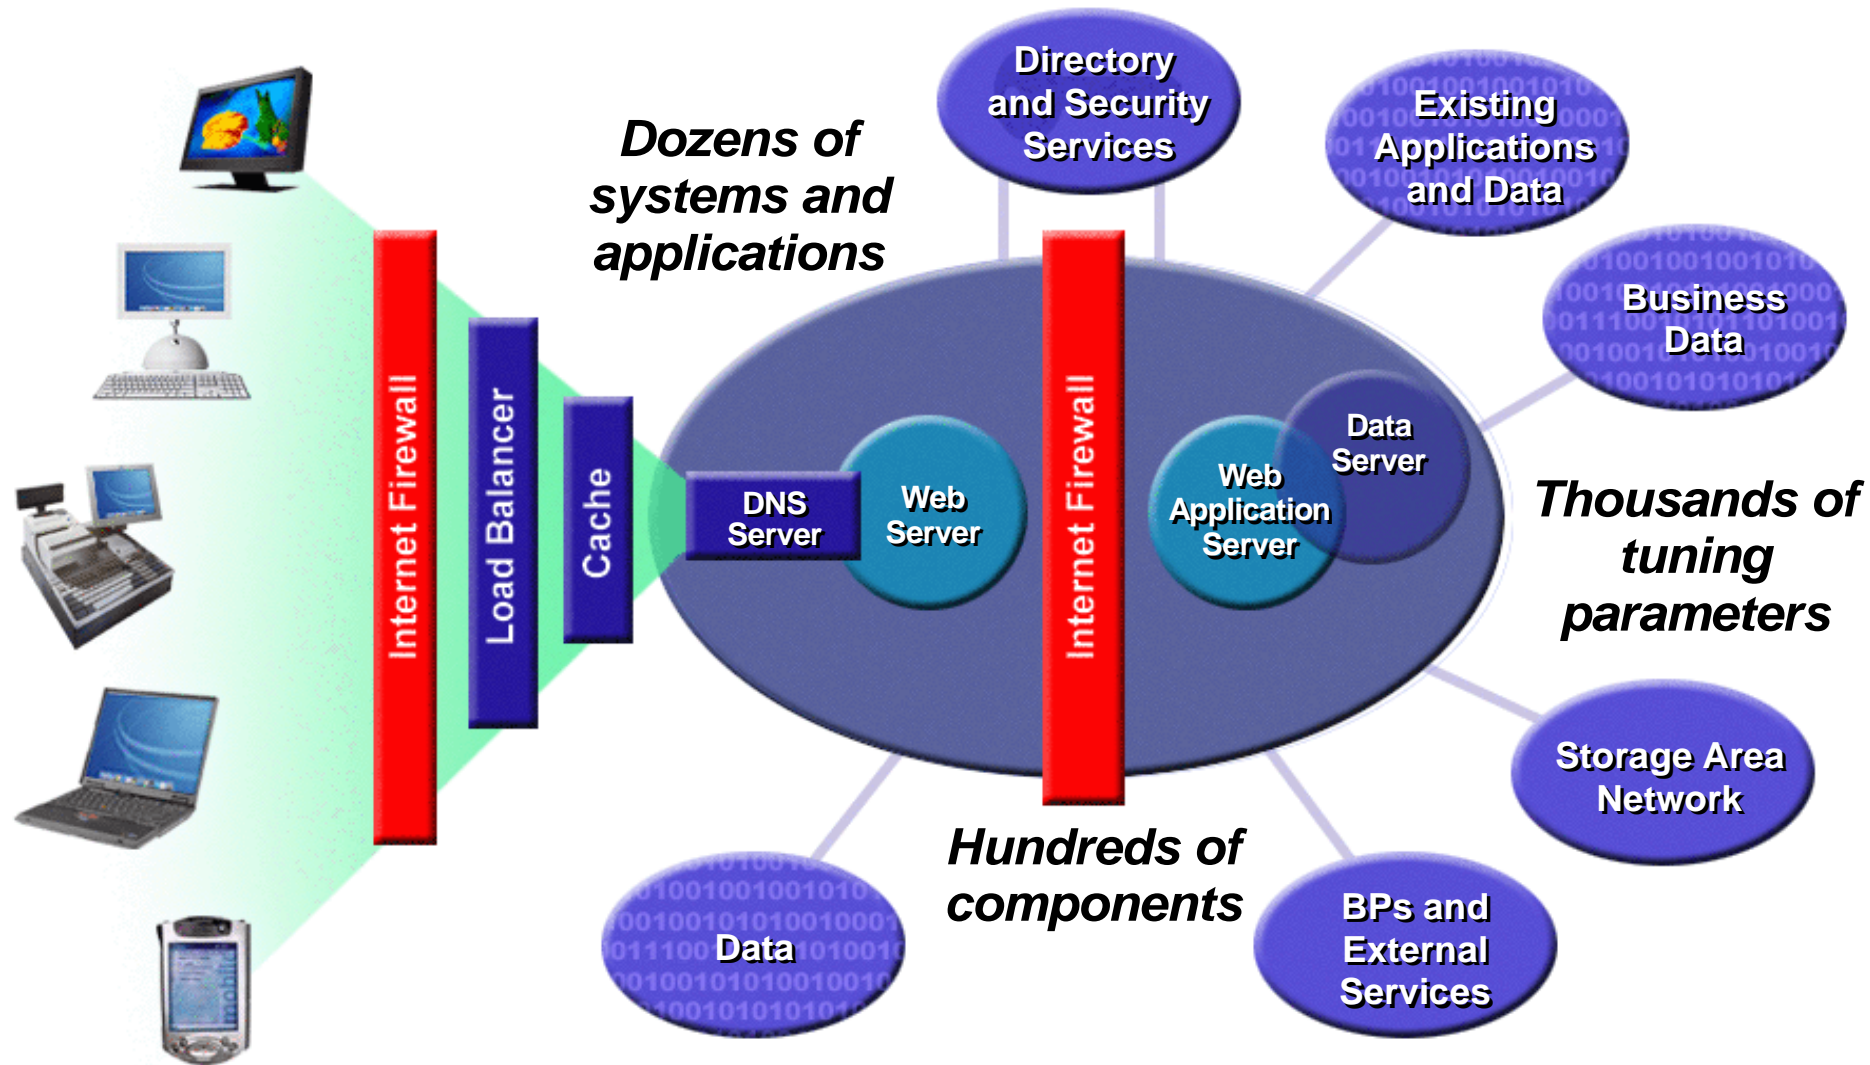 Directory
and Security
Services
Existing
Applications
and Data
Dozens of
systems and
applications
Business
Data
Internet Firewall
Load Balancer
Cache
DNS
Server
Web
Server
Internet Firewall
Web
Application
Server
Data
Server
Thousands of
tuning
parameters
Storage Area
Network
Hundreds of
components
Data
BPs and
External
Services